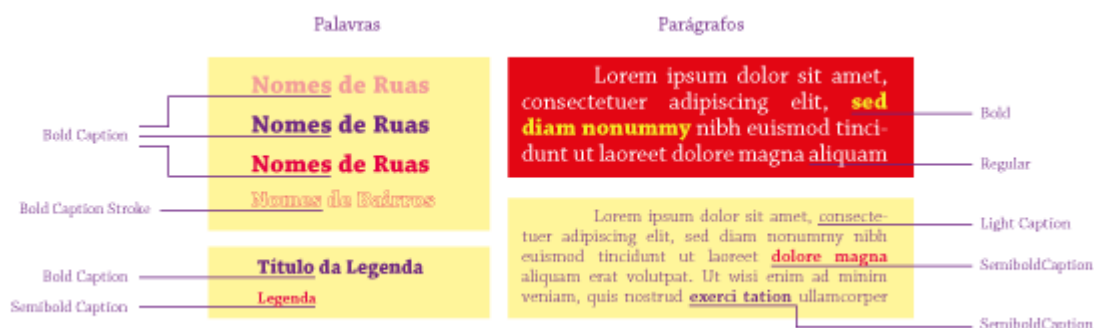 Palavras
Parágrafos
Nomes de Ruas
Nomes de Ruas
Nomes de Ruas
Nomes de Bairros
Bold Caption
Bold Caption Stroke
Título da Legenda
Legenda
Bold Caption
Semibold Caption
Lorem ipsum dolor sit amet,
consectetuer adipiscing elit, sed
diam nonummy nibh euismod tinci-
dunt ut laoreet dolore magna aliquam
Bold
Regular
Lorem ipsum dolor sit amet, consecte-
tuer adipiscing elit, sed diam nonummy nibh
euismod tincidunt ut laoreet dolore magna
aliquam erat volutpat. Ut wisi enim ad minim
veniam, quis nostrud exerci tation ullamcorper
Light Caption
SemiboldCaption
SemiboldCaption